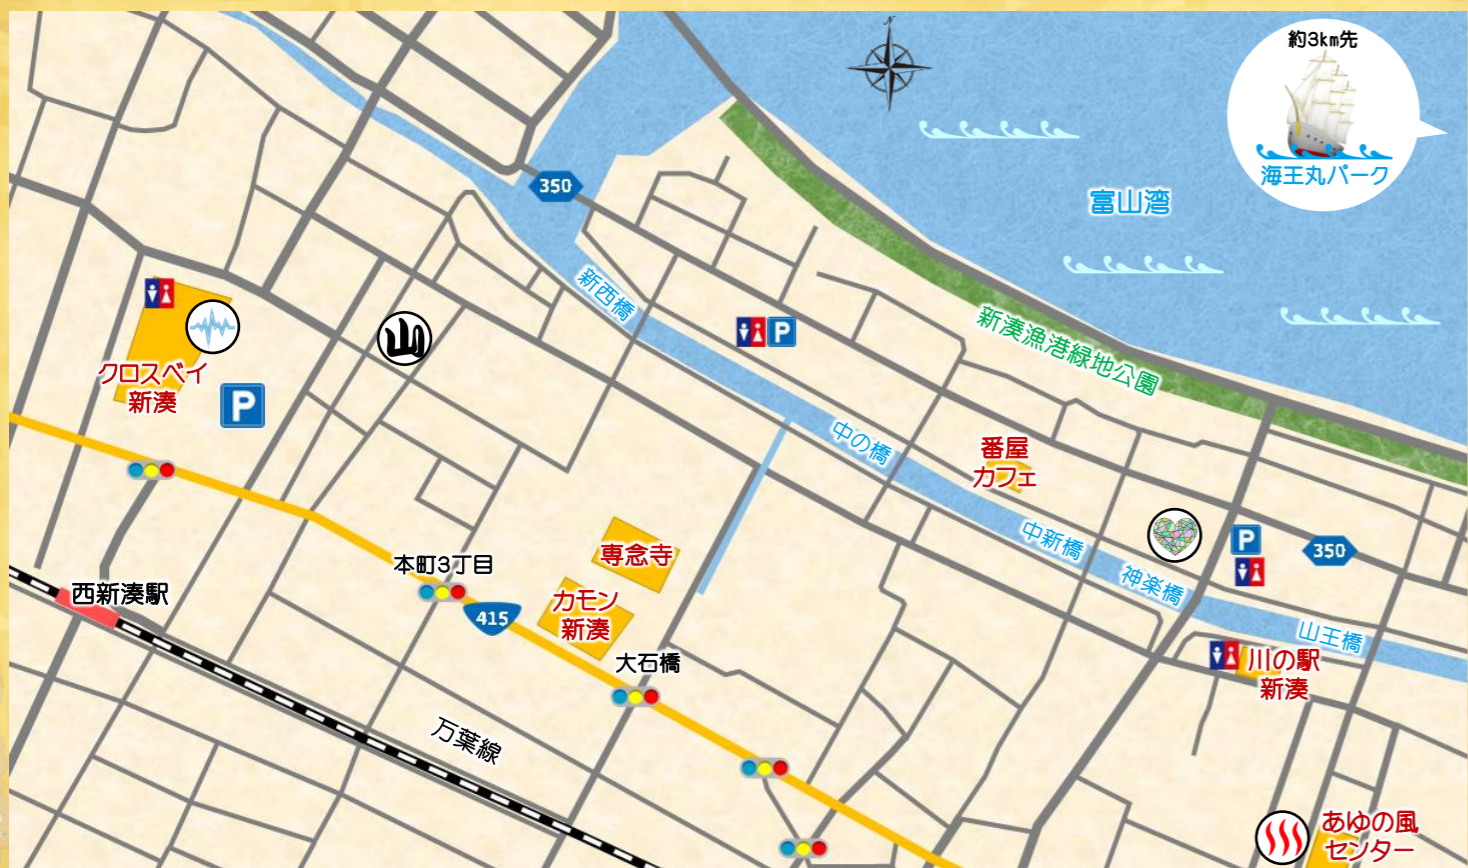 N
約3km先
海王丸パーク
350
富山湾
新西橋
新湊漁港緑地公園
山
クロスベイ
新湊
P
P
中の橋
番屋
カフェ
中新橋
P
350
神楽橋
山王橋
川の駅
新湊
専念寺
本町3丁目
カモン
新湊
415
西新湊駅
大石橋
万葉線
あゆの風
センター